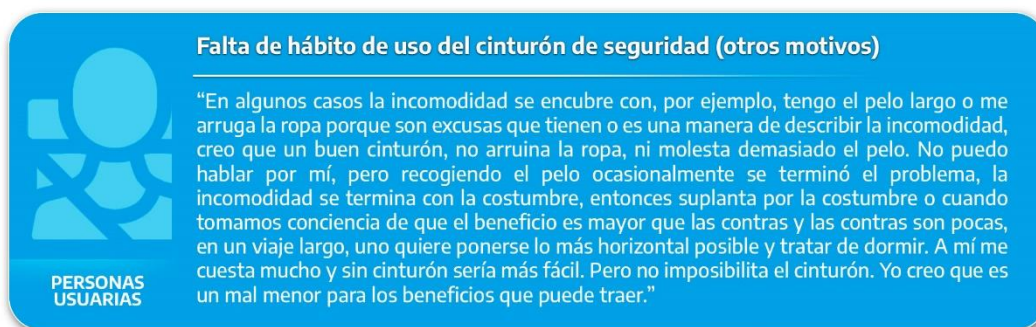 Falta de hábito de uso del cinturón de seguridad (otros motivos)
“En algunos casos la incomodidad se encubre con, por ejemplo, tengo el pelo largo o me
arruga la ropa porque son excusas que tienen o es una manera de describir la incomodidad,
creo que un buen cinturón, no arruina la ropa, ni molesta demasiado el pelo. No puedo
hablar por mí, pero recogiendo el pelo ocasionalmente se terminó el problema, la
incomodidad se termina con la costumbre, entonces suplanta por la costumbre o cuando
tomamos conciencia de que el beneficio es mayor que las contras y las contras son pocas,
en un viaje largo, uno quiere ponerse lo más horizontal posible y tratar de dormir. A mí me
cuesta mucho y sin cinturón sería más fácil. Pero no imposibilita el cinturón. Yo creo que es
un mal menor para los beneficios que puede traer.”
PERSONAS
USUARIAS